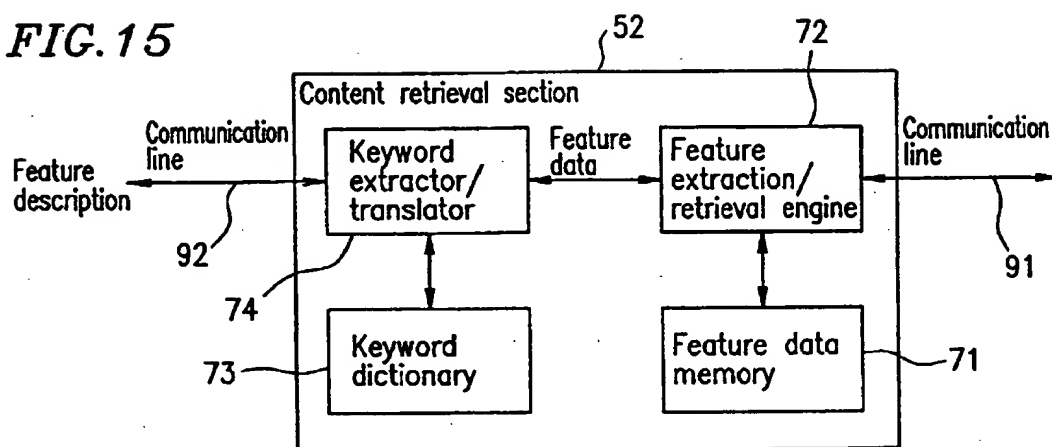 FIG.15
52
72
Content retrieval section
Communication
line
Feature
description
92
Keyword
extractor/
translator
74
Feature
data
Feature
extraction/
retrieval engine
Communication
line
91
73
Keyword
dictionary
Feature data
memory
71